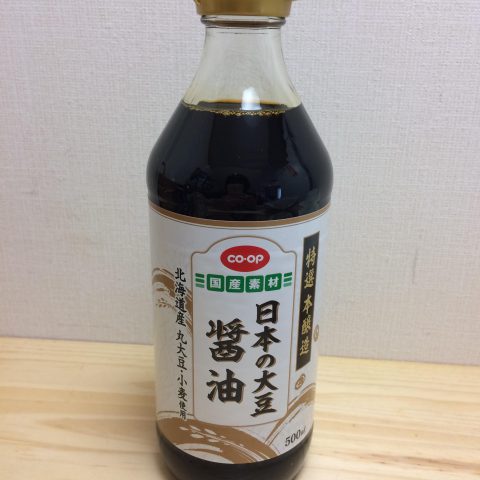 co·op
国産素材
日本の大豆
醤油
特選本醸造
北海道産 丸大豆・小麦使用
500ml